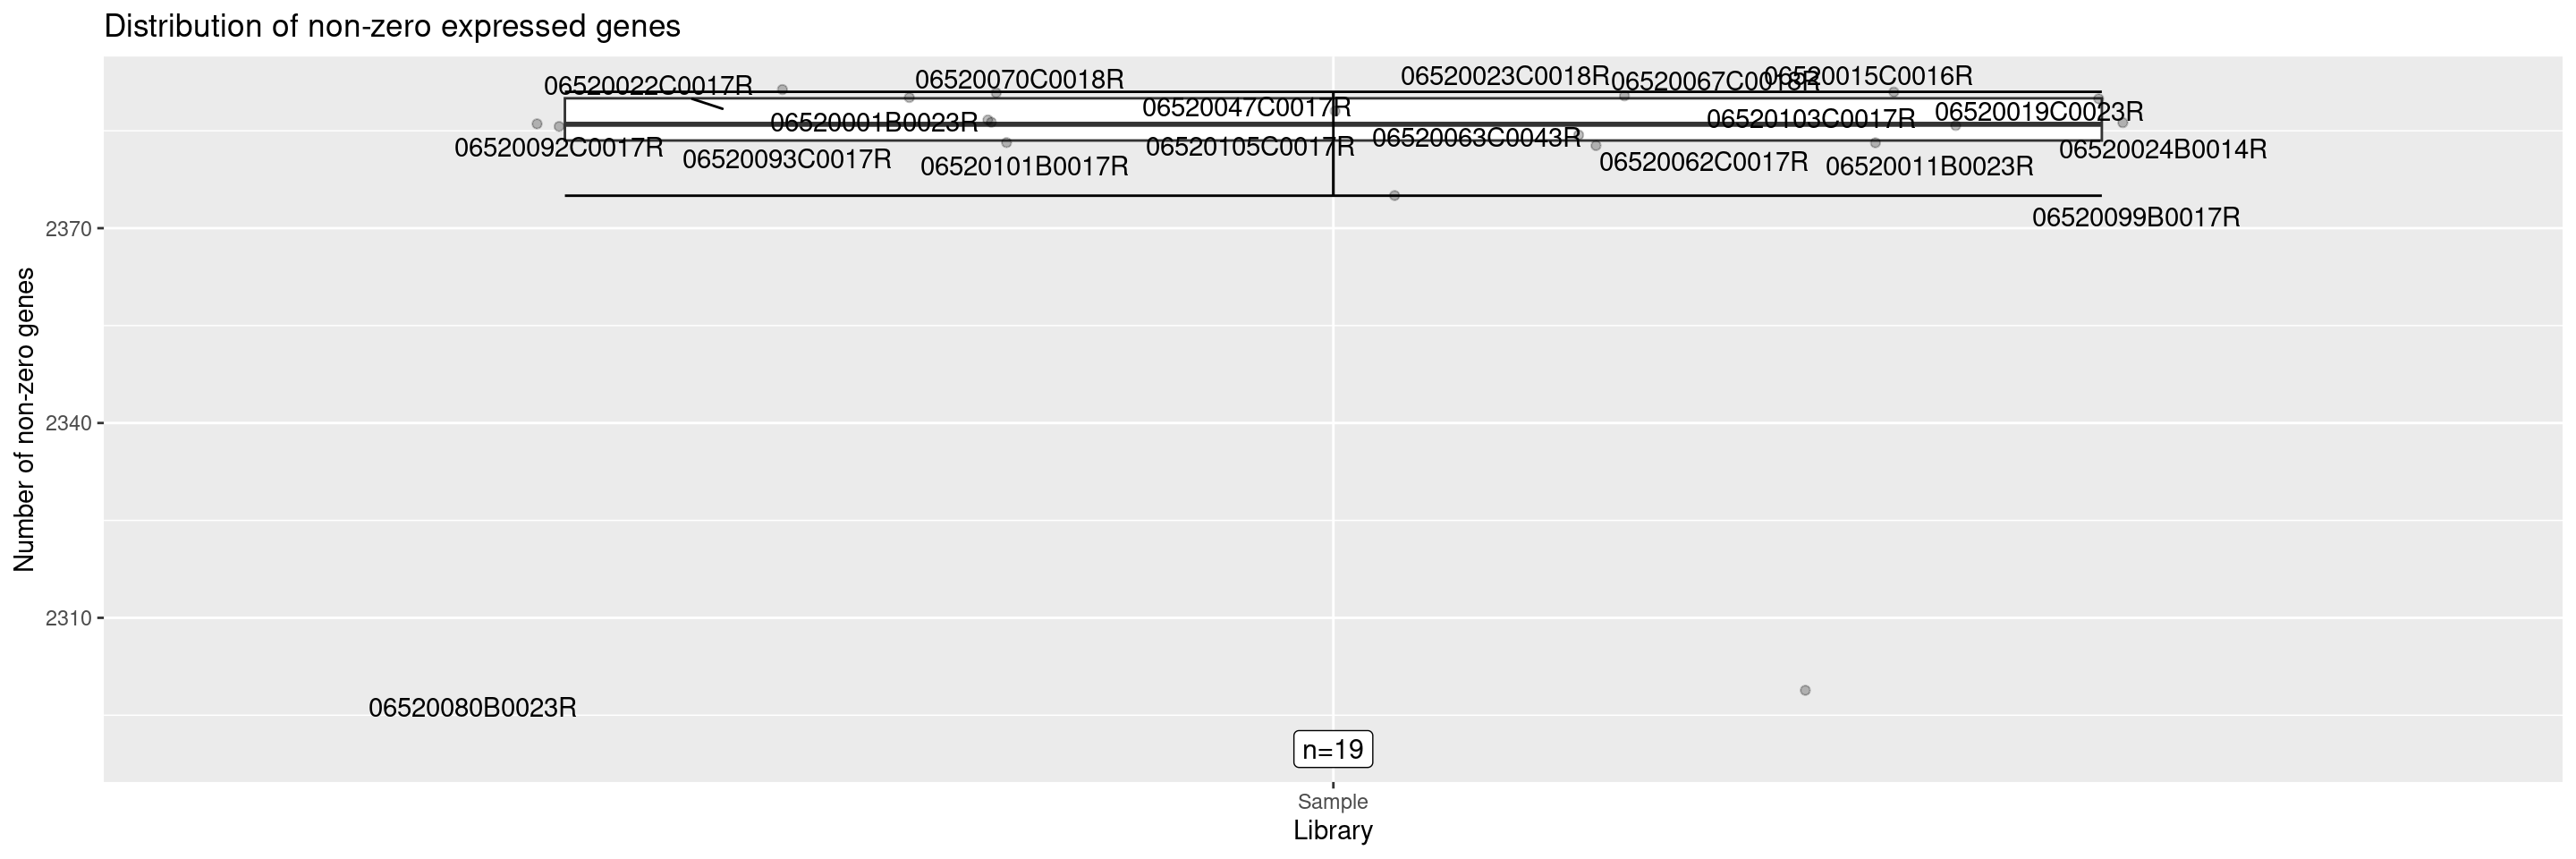 Distribution of non-zero expressed genes
06520022C0017R
06520070C0018R
06520023C0018R
06520067C0018R
06520015C0016R
06520047C0017R
06520019C0023R
06520001B0023R
06520103C0017R
06520063C0043R
06520092C0017R
06520105C0017R
06520024B0014R
06520093C0017R
06520101B0017R
06520062C0017R
06520011B0023R
06520099B0017R
06520080B0023R
2370
2340
2310
Number of non-zero genes
n=19
Sample
Library